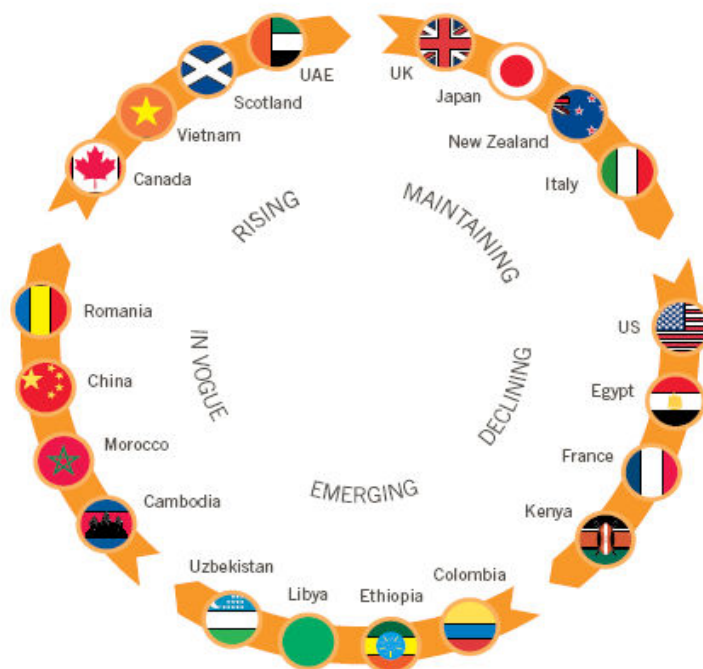 UAE
Scotland
Vietnam
Canada
RISING
UK
Japan
New Zealand
Italy
MAINTAINING
US
Egypt
France
Kenya
DECLINING
Colombia
Ethiopia
Libya
Uzbekistan
EMERGING
Cambodia
Morocco
China
Romania
IN VOGUE